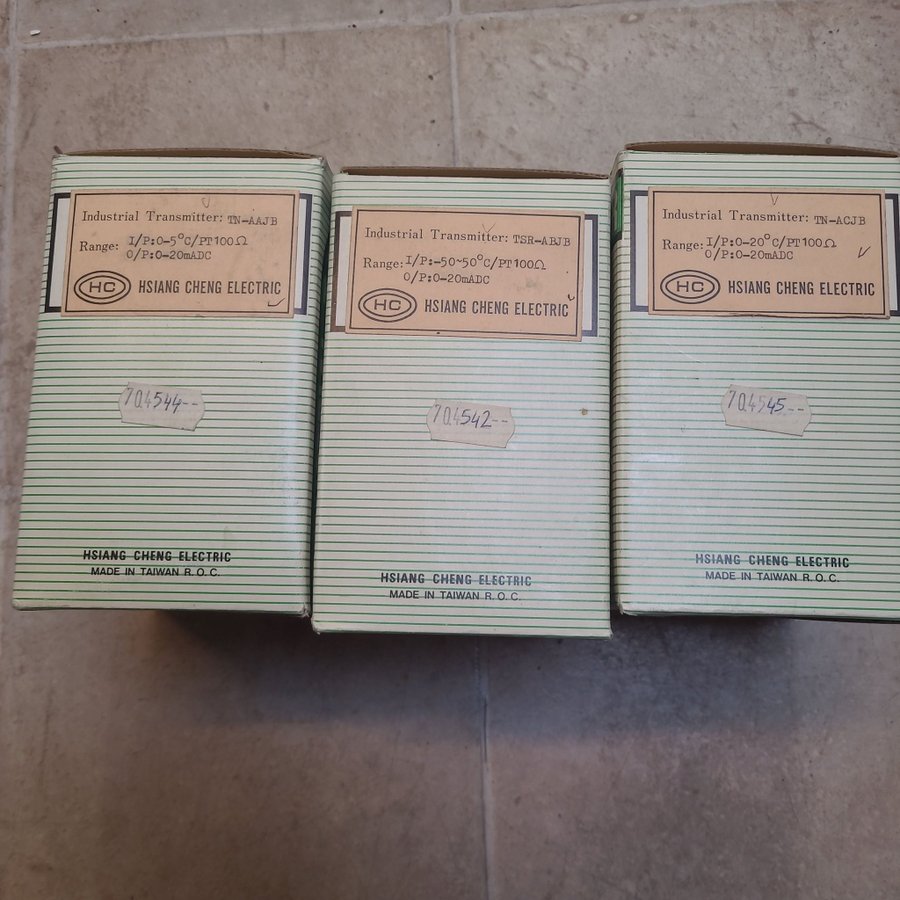 Industrial Transmitter: TN-AAJB
Range: I/P:0-5°C/PT100Ω
O/P:0-20mADC
HC HSIANG CHENG ELECTRIC
704544--
HSIANG CHENG ELECTRIC
MADE IN TAIWAN R.O.C.
Industrial Transmitter: TSR-ABJB
Range: I/P:-50~50°C/PT100Ω
O/P:0-20mADC
HC HSIANG CHENG ELECTRIC
704542--
HSIANG CHENG ELECTRIC
MADE IN TAIWAN R.O.C.
Industrial Transmitter: TN-ACJB
Range: I/P:0-20°C/PT100Ω
O/P:0-20mADC
HC HSIANG CHENG ELECTRIC
704545--
HSIANG CHENG ELECTRIC
MADE IN TAIWAN R.O.C.